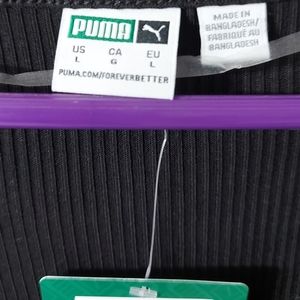 PUMA
US CA EU
L G L
PUMA.COM/FOREVERBETTER
MADE IN
BANGLADESH/
FABRIQUÉ AU
BANGLADESH